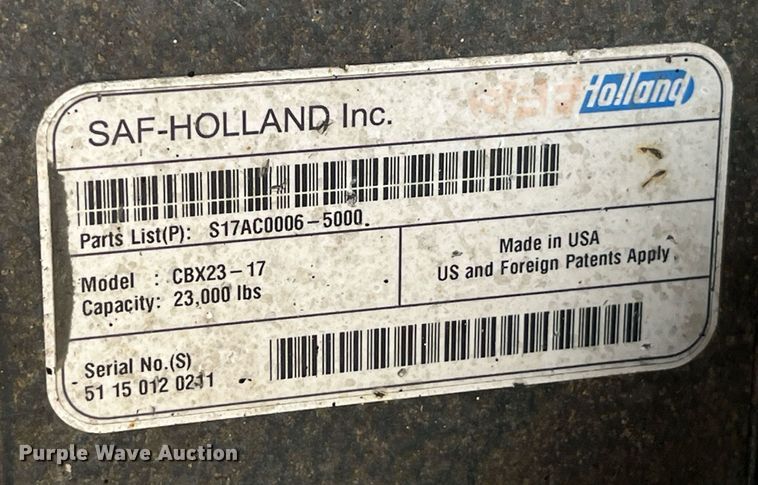 SAF-HOLLAND Inc.
SAF Holland
Parts List(P): S17AC0006-5000
Model : CBX23-17
Capacity: 23,000 lbs
Made in USA
US and Foreign Patents Apply
Serial No.(S)
51 15 012 0211
Purple Wave Auction